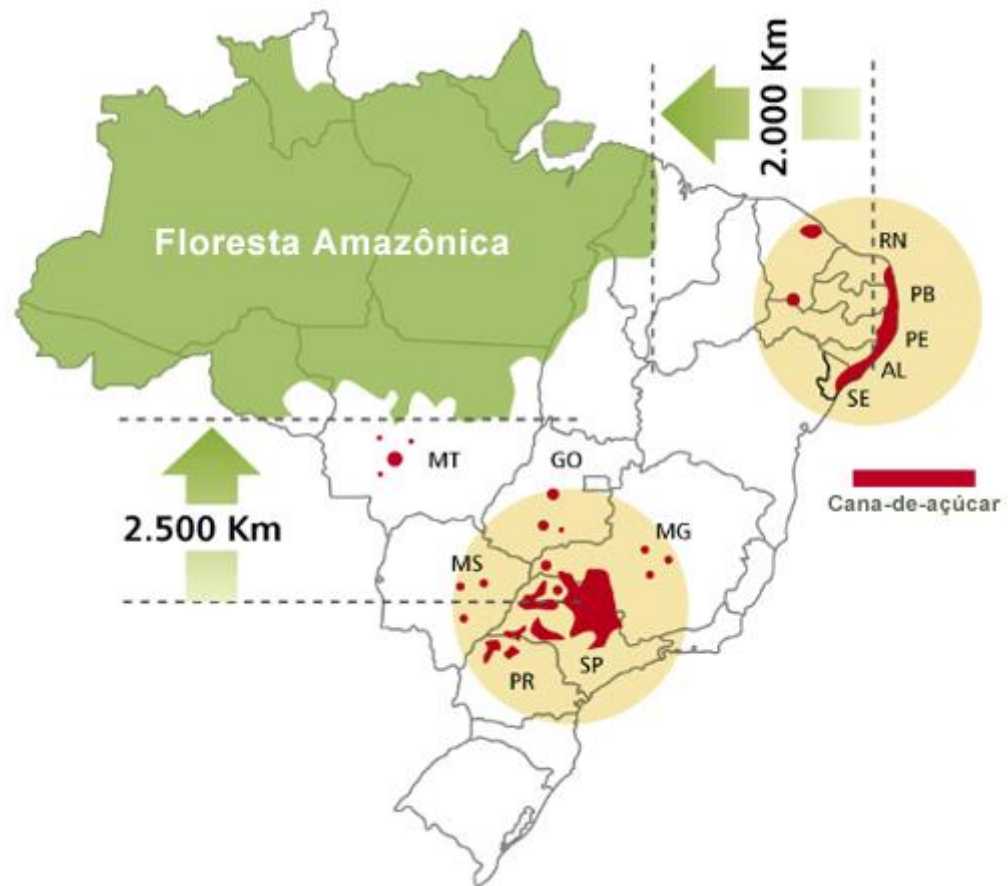 2.000 Km
Floresta Amazônica
RN
PB
PE
AL
SE
Cana-de-açúcar
MT
GO
2.500 Km
MG
MS
SP
PR